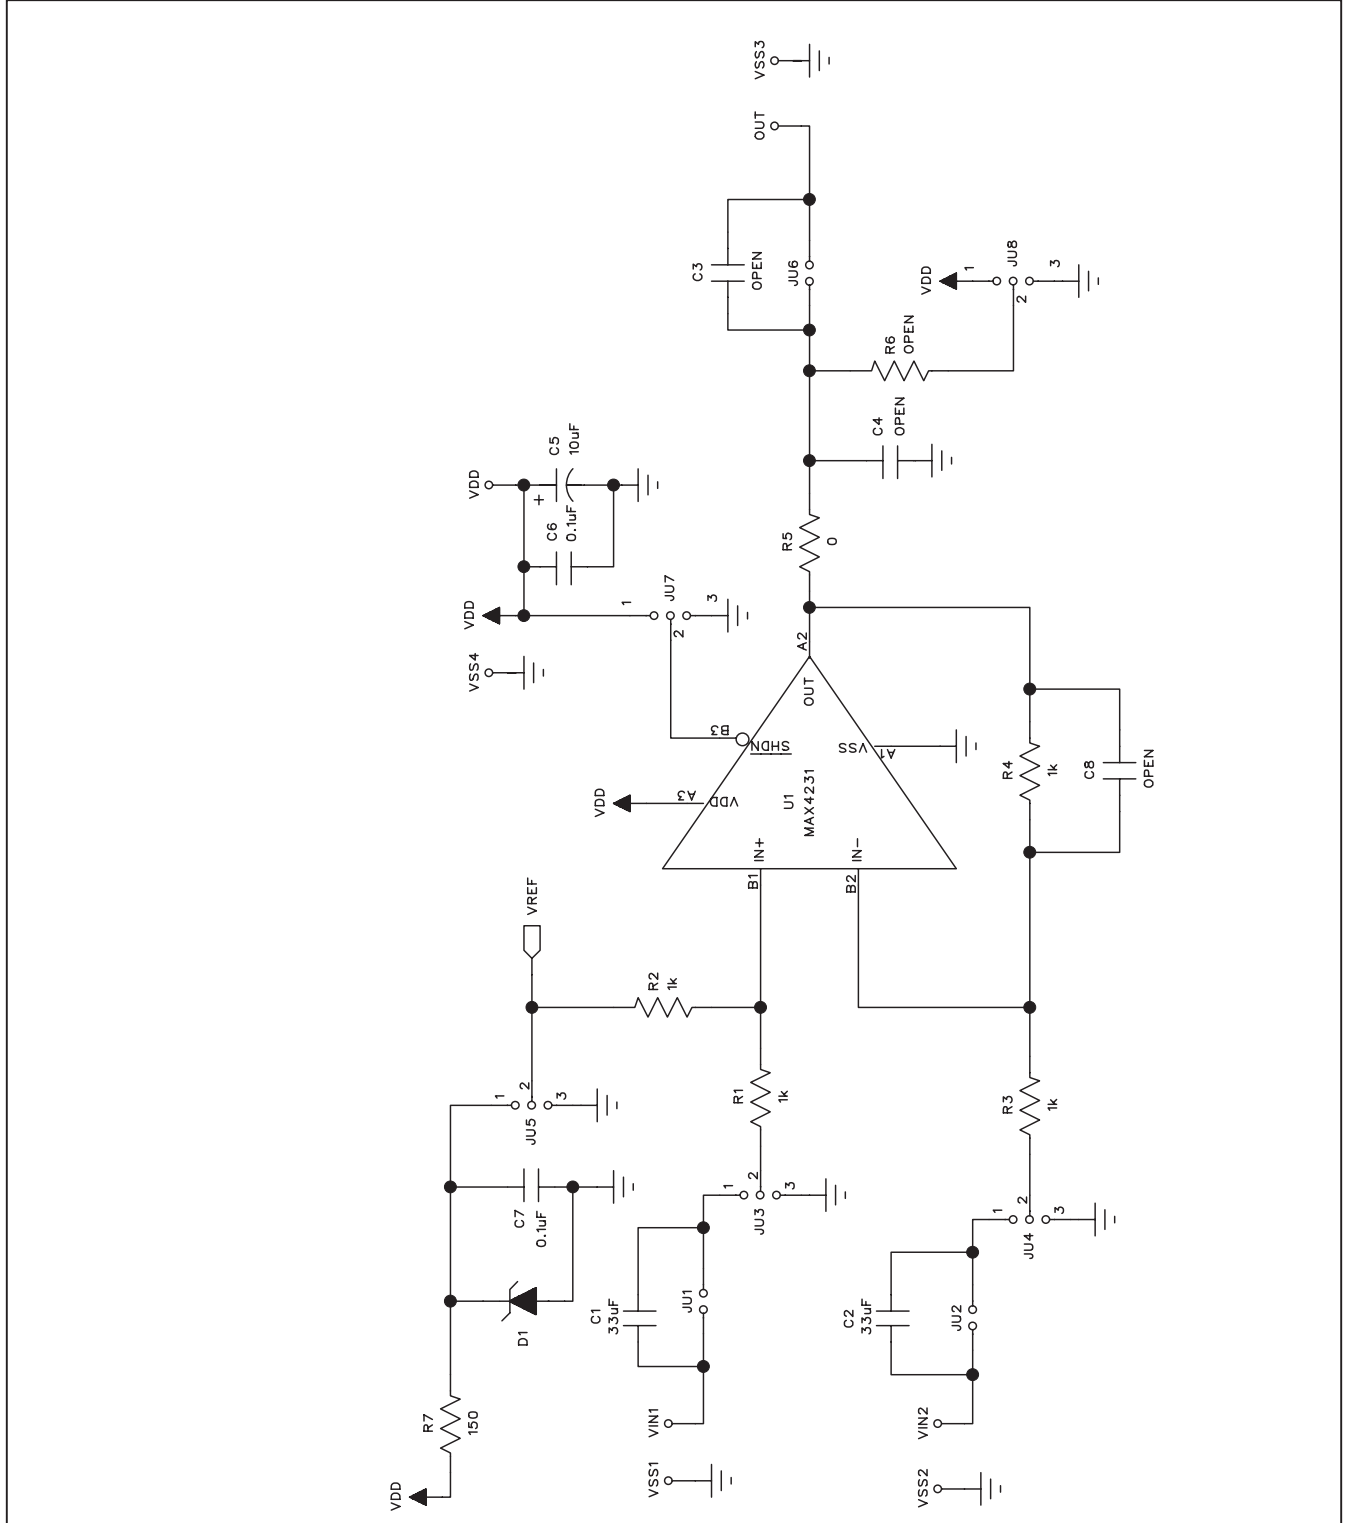 VSS3
OUT
C3
OPEN
JU6
VDD
1
JU8
2
3
R6
OPEN
C4
OPEN
VDD
C5
10uF
+
C6
0.1uF
R5
0
VDD
1
JU7
2
3
VSS4
A2
OUT
B3
SHDN
VDD
A3
VDD
VSS
A1
U1
MAX4231
IN+
IN-
B1
B2
R4
1k
C8
OPEN
VREF
R2
1k
1
2
3
JU5
R1
1k
R3
1k
C7
0.1uF
1
2
3
JU3
1
2
3
JU4
D1
C1
33uF
JU1
C2
33uF
JU2
R7
150
VIN1
VIN2
VDD
VSS1
VSS2